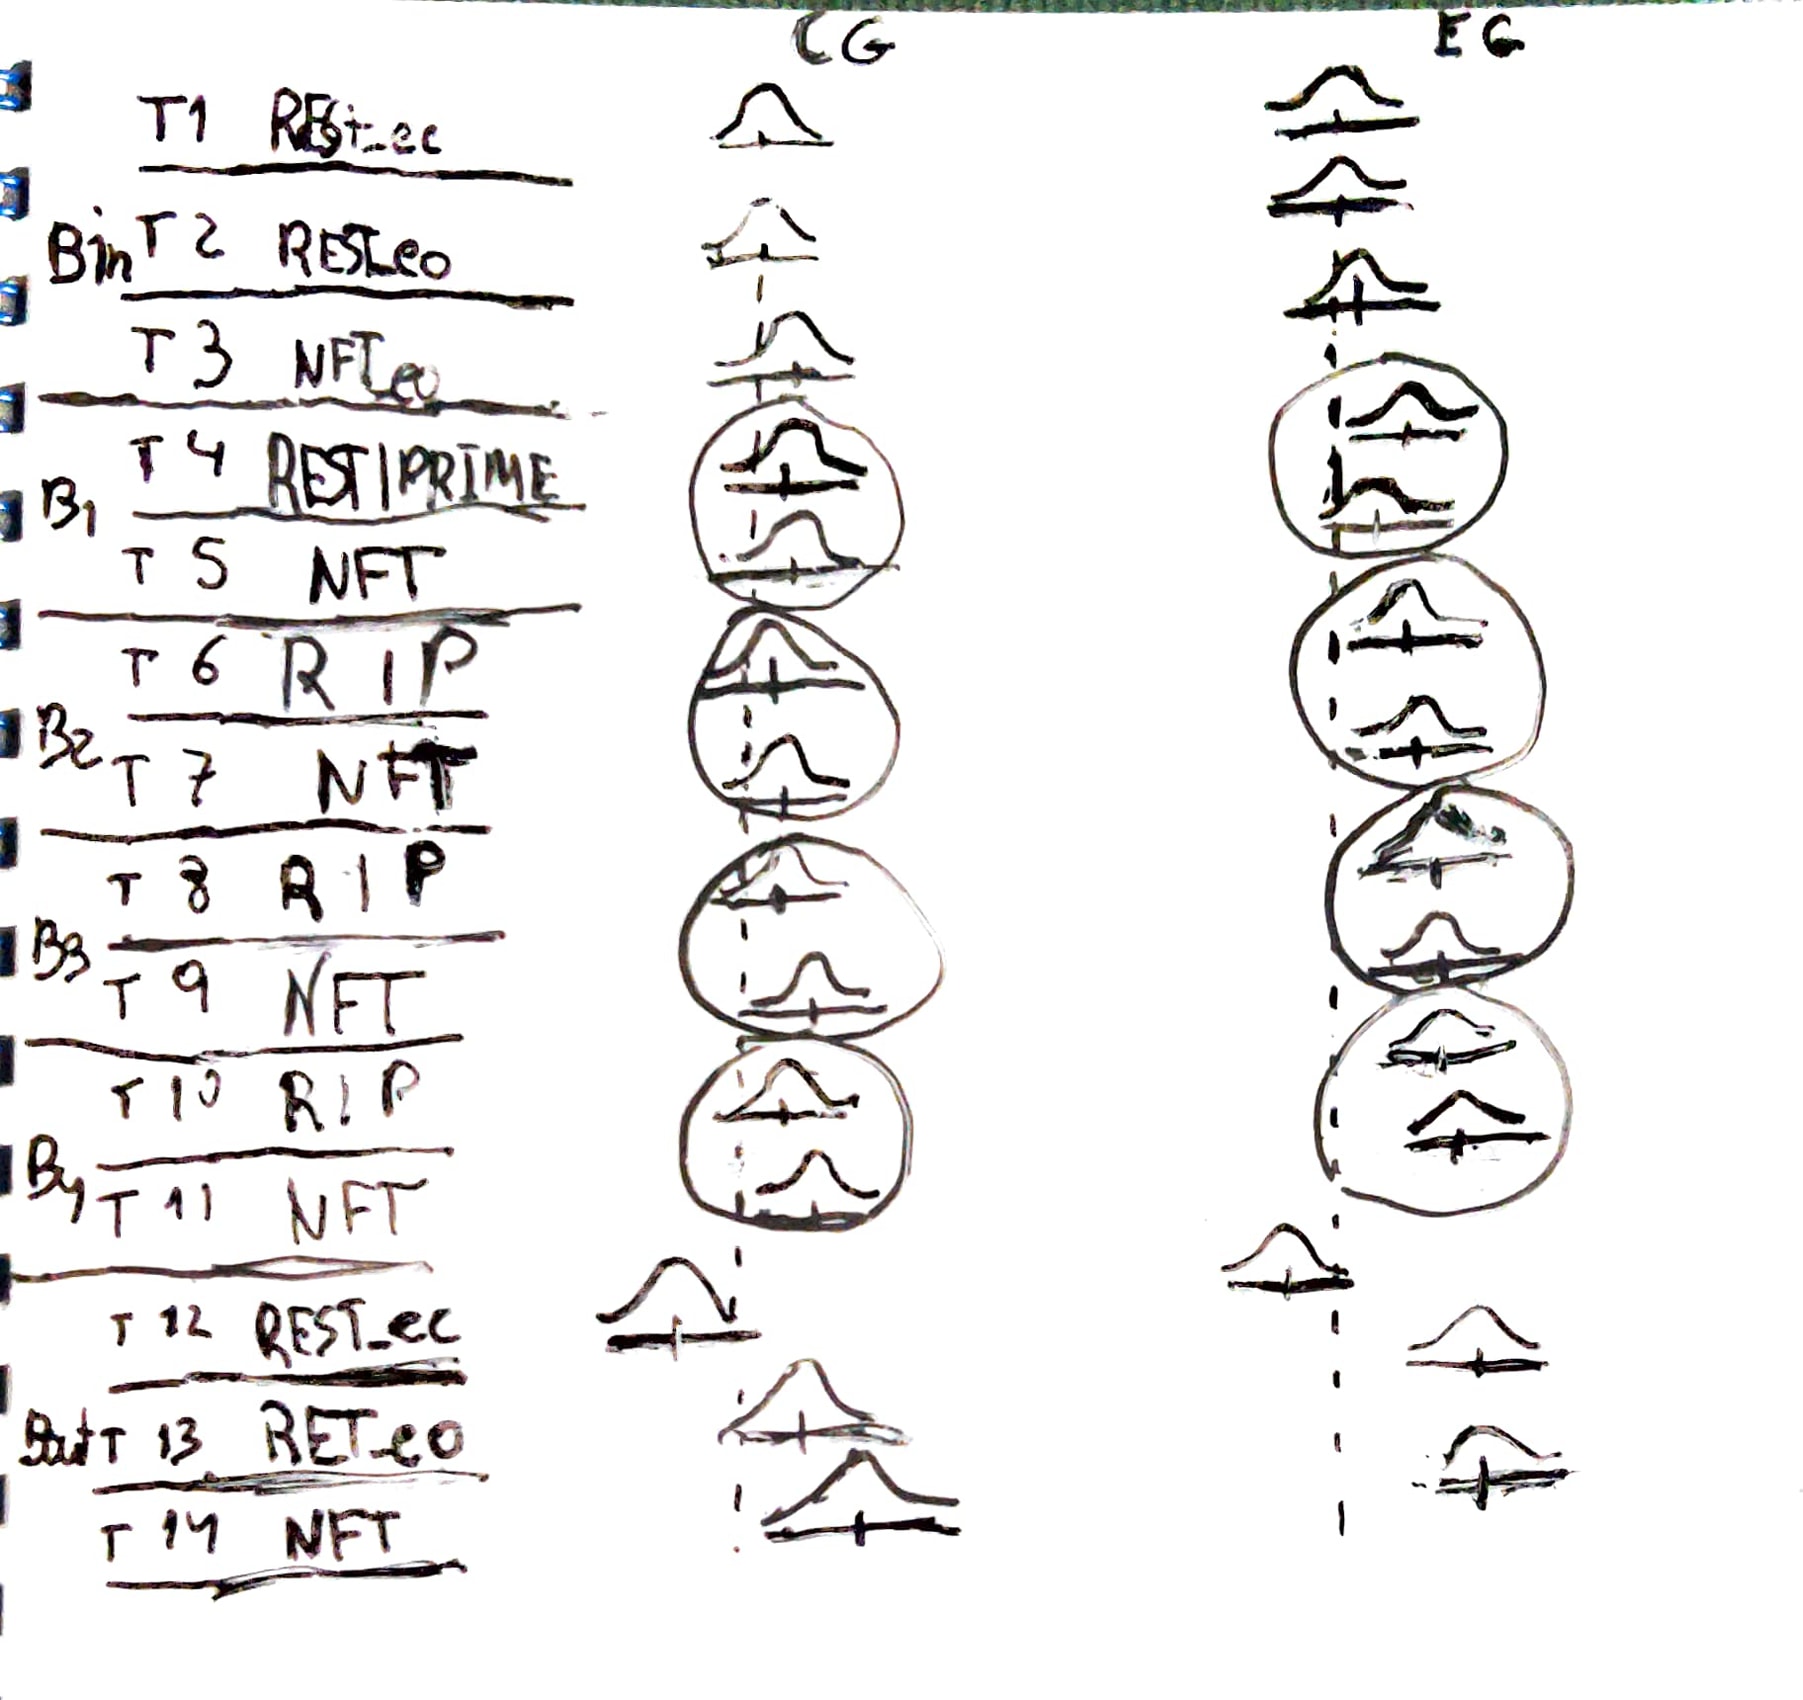 CG EG
T1 RESt_ec
Bin T2 REST_eo
T3 NFT_eo
T4 REST|PRIME
B1
T5 NFT
T6 R|P
B2
T7 NFT
T8 R|P
B3
T9 NFT
T10 R|P
B4
T11 NFT
T12 REST_ec
Bout T13 RET_eo
T14 NFT